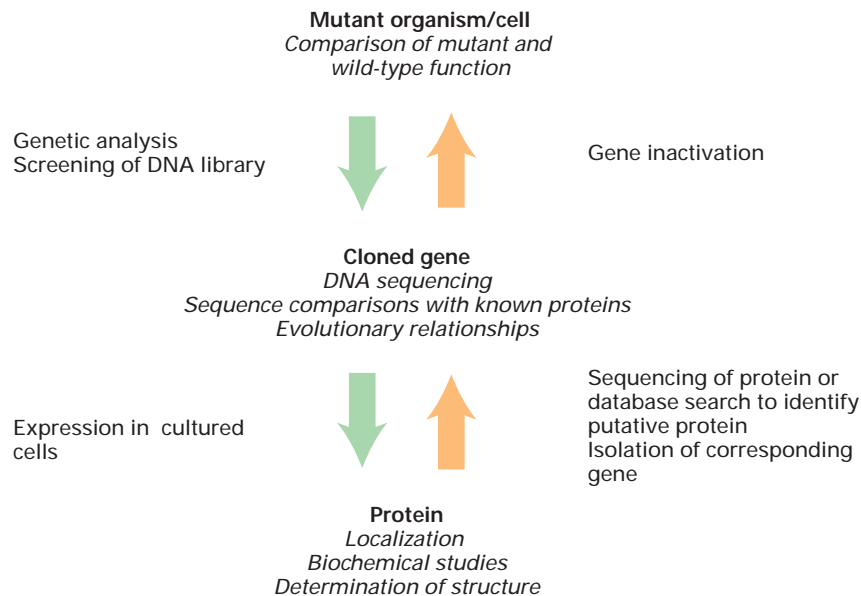 Mutant organism/cell
Comparison of mutant and
wild-type function
Genetic analysis
Screening of DNA library
Gene inactivation
Cloned gene
DNA sequencing
Sequence comparisons with known proteins
Evolutionary relationships
Expression in cultured
cells
Sequencing of protein or
database search to identify
putative protein
Isolation of corresponding
gene
Protein
Localization
Biochemical studies
Determination of structure